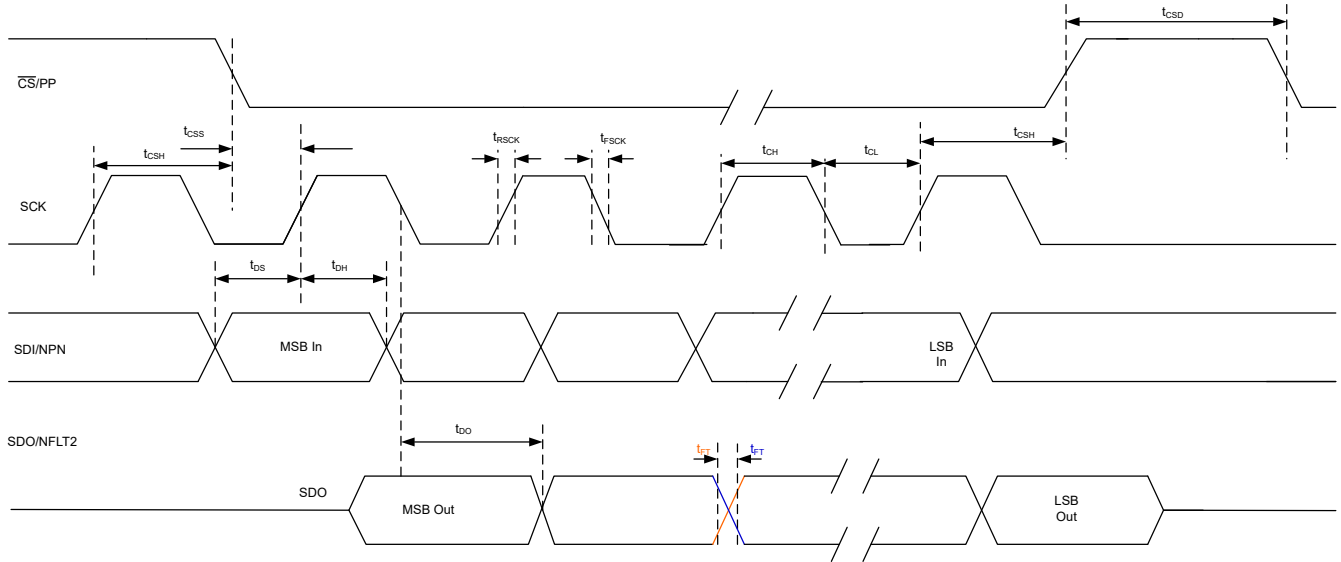 tCSD
CS/PP
tCSS
tCSH
tRSCK
tFSCK
tCSH
tCH
tCL
SCK
tDS
tDH
SDI/NPN
MSB In
LSB
In
SDO/NFLT2
tDO
tFT
tFT
SDO
MSB Out
LSB
Out